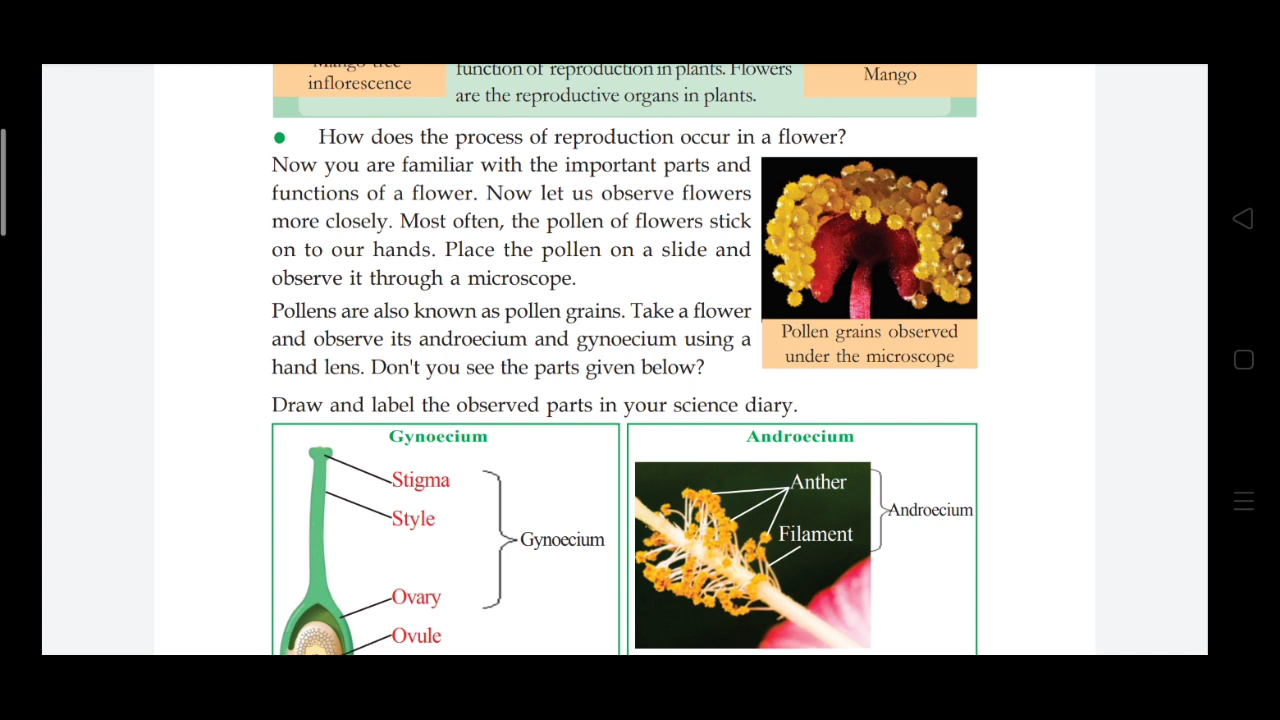 Mango tree
inflorescence
function of reproduction in plants. Flowers
are the reproductive organs in plants.
Mango
● How does the process of reproduction occur in a flower?
Now you are familiar with the important parts and
functions of a flower. Now let us observe flowers
more closely. Most often, the pollen of flowers stick
on to our hands. Place the pollen on a slide and
observe it through a microscope.
Pollen grains observed
under the microscope
Pollens are also known as pollen grains. Take a flower
and observe its androecium and gynoecium using a
hand lens. Don't you see the parts given below?
Draw and label the observed parts in your science diary.
Gynoecium
Stigma
Style
Gynoecium
Ovary
Ovule
Androecium
Anther
Androecium
Filament